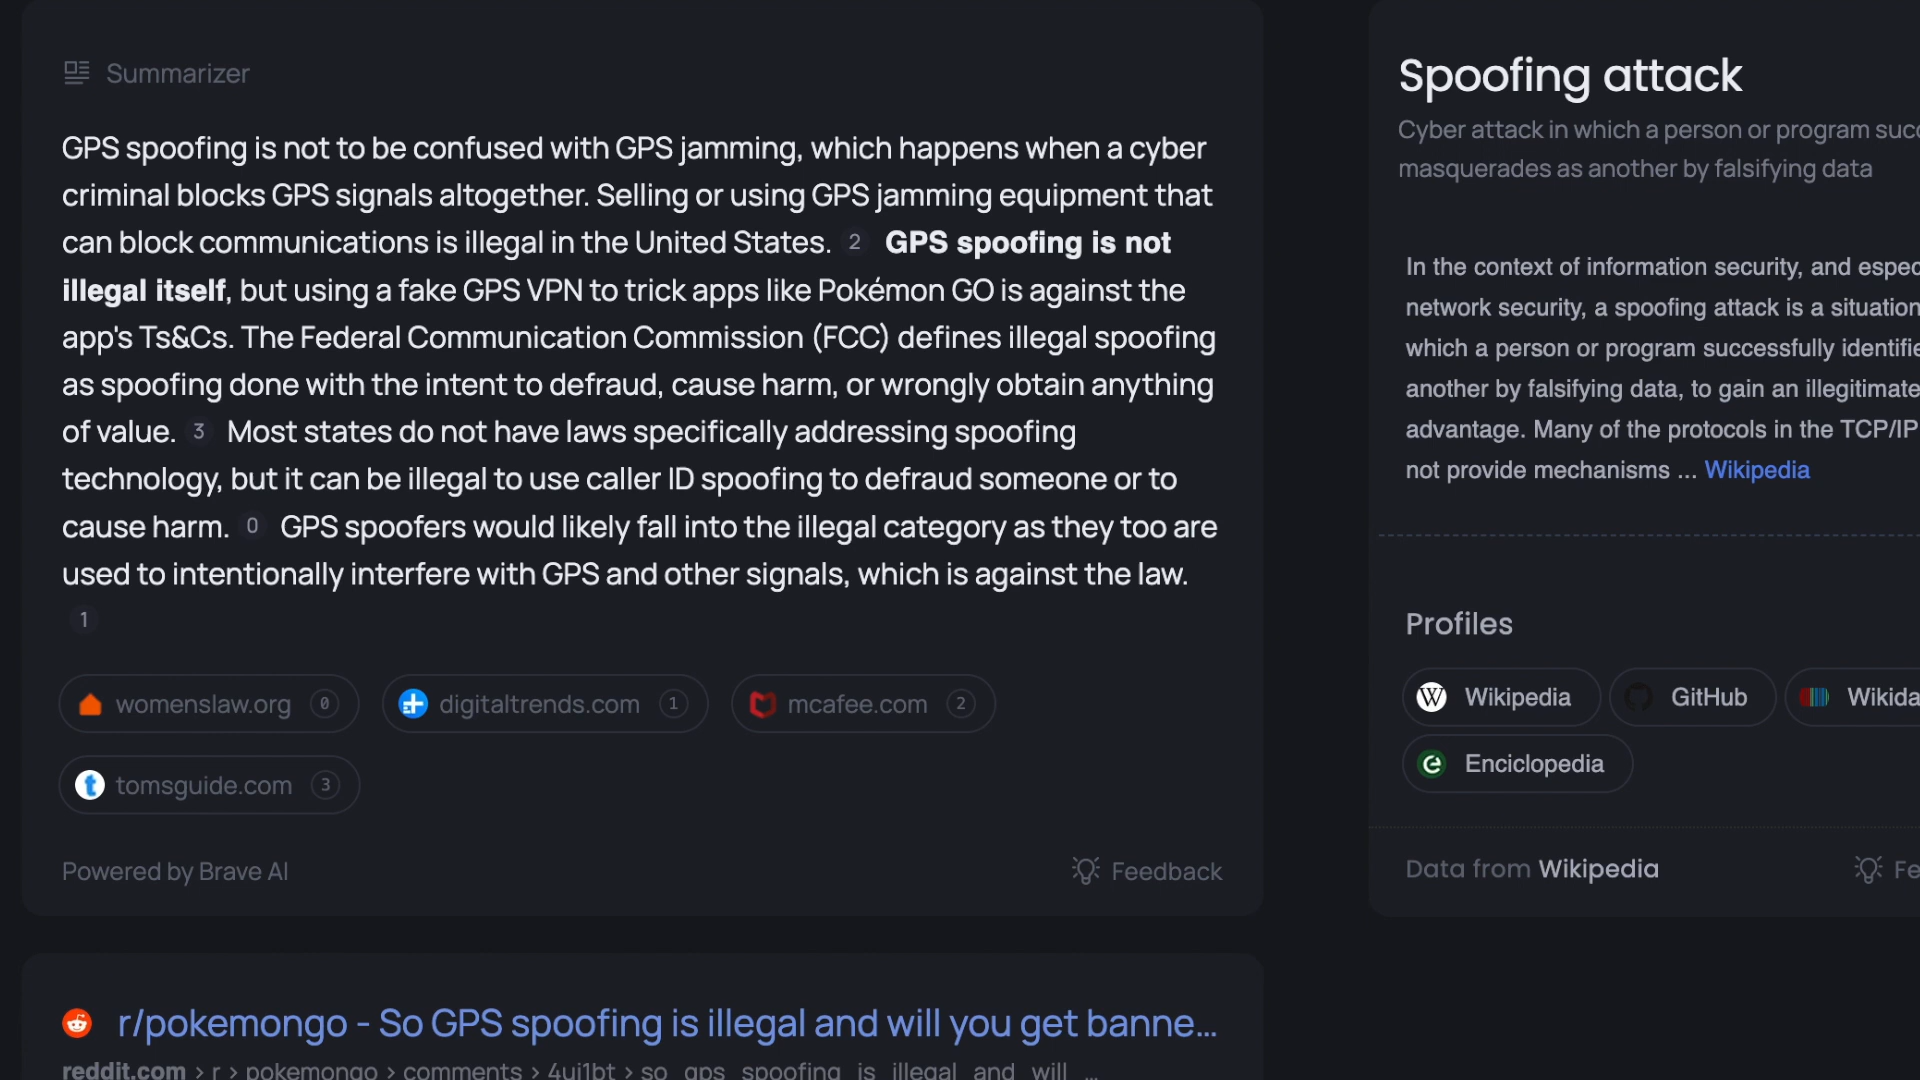 Summarizer
GPS spoofing is not to be confused with GPS jamming, which happens when a cyber
criminal blocks GPS signals altogether. Selling or using GPS jamming equipment that
can block communications is illegal in the United States. 2 GPS spoofing is not
illegal itself, but using a fake GPS VPN to trick apps like Pokémon GO is against the
app's Ts&Cs. The Federal Communication Commission (FCC) defines illegal spoofing
as spoofing done with the intent to defraud, cause harm, or wrongly obtain anything
of value. 3 Most states do not have laws specifically addressing spoofing
technology, but it can be illegal to use caller ID spoofing to defraud someone or to
cause harm. 0 GPS spoofers would likely fall into the illegal category as they too are
used to intentionally interfere with GPS and other signals, which is against the law.
1
womenslaw.org 0 digitaltrends.com 1 mcafee.com 2
tomsguide.com 3
Powered by Brave AI Feedback
r/pokemongo - So GPS spoofing is illegal and will you get banne...
reddit.com › r › pokemongo › comments › 4uj1bt › so_gps_spoofing_is_illegal_and_will_...
Spoofing attack
Cyber attack in which a person or program succ
masquerades as another by falsifying data
In the context of information security, and espec
network security, a spoofing attack is a situation
which a person or program successfully identifie
another by falsifying data, to gain an illegitimate
advantage. Many of the protocols in the TCP/IP
not provide mechanisms ... Wikipedia
Profiles
Wikipedia GitHub Wikida
Enciclopedia
Data from Wikipedia Fe